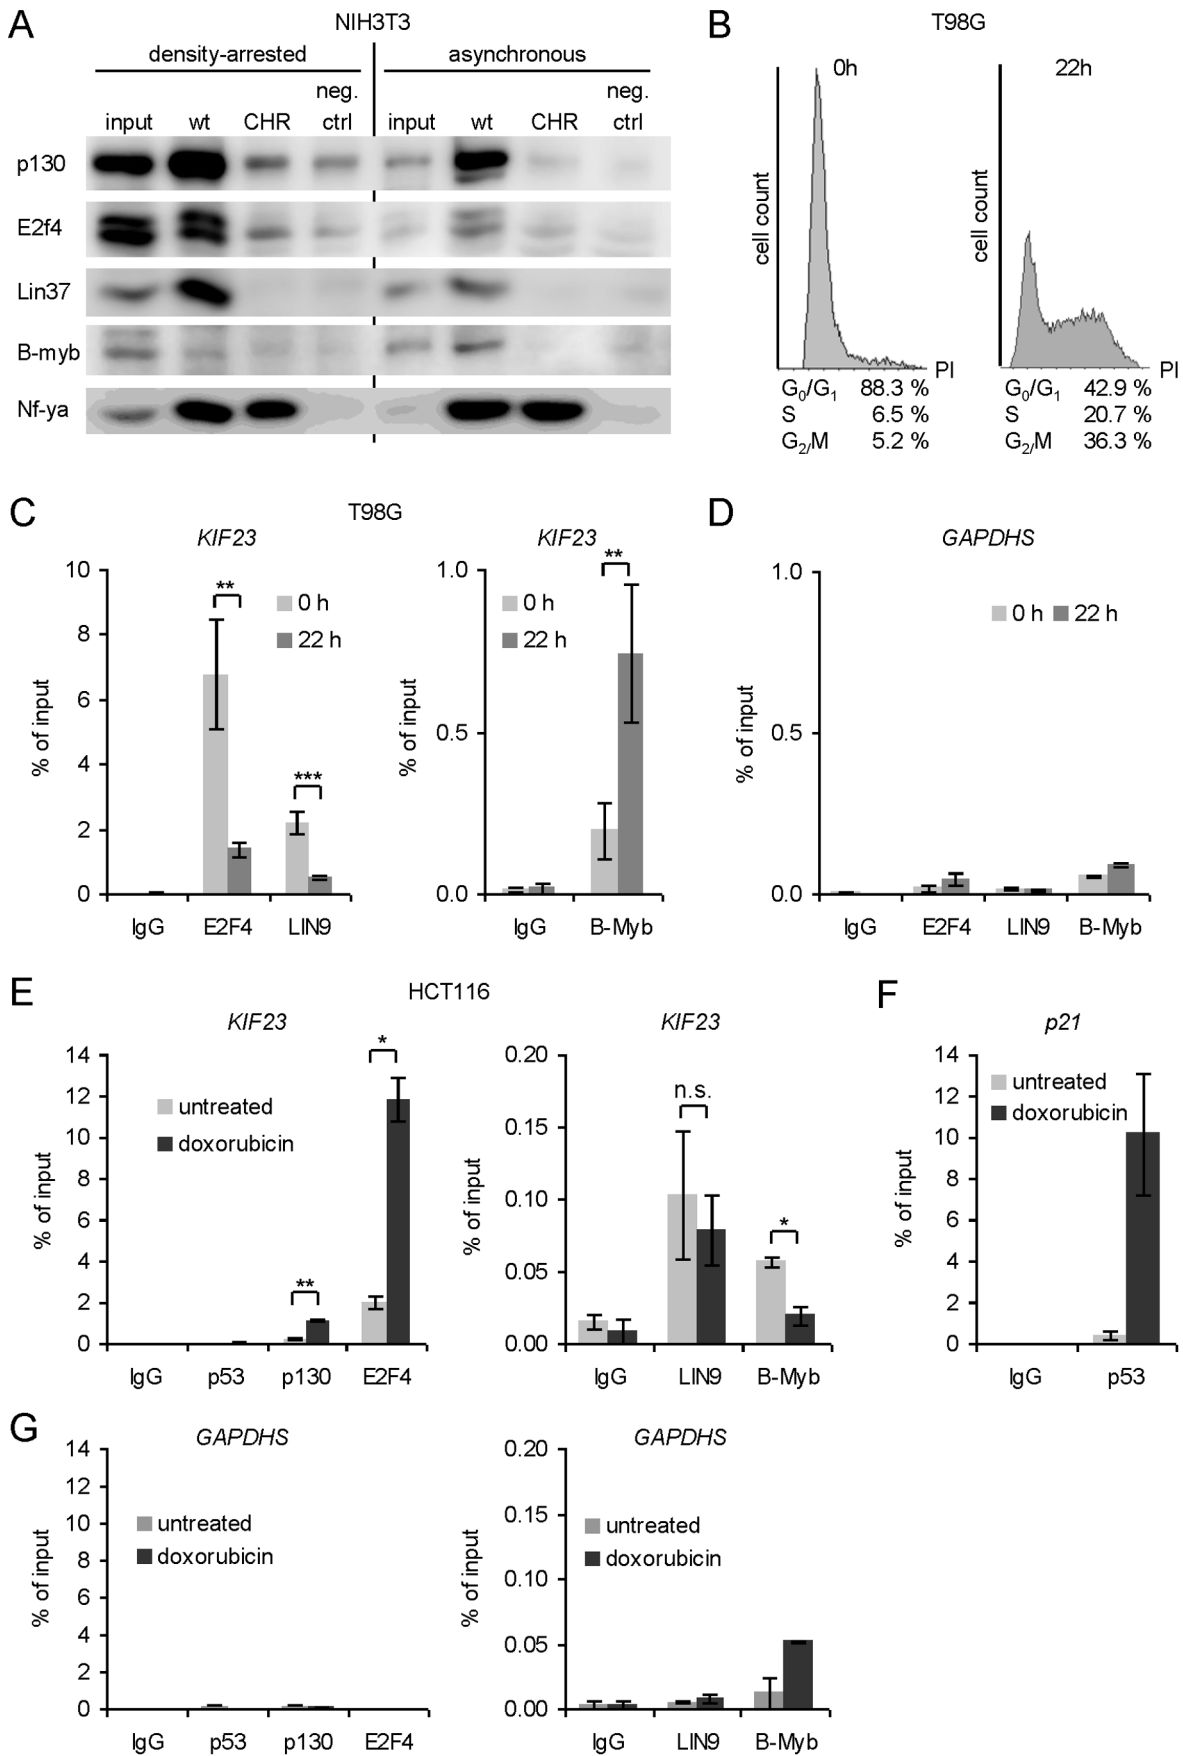 A
NIH3T3
density-arrested
asynchronous
input wt CHR neg. ctrl input wt CHR neg. ctrl
p130
E2f4
Lin37
B-myb
Nf-ya
B
T98G
0h
cell count
G0/G1 88.3 %
S 6.5 %
G2/M 5.2 %
22h
cell count
PI
PI
G0/G1 42.9 %
S 20.7 %
G2/M 36.3 %
C
T98G
KIF23
% of input
10
8
6
4
2
0
**
***
0 h
22 h
IgG E2F4 LIN9
KIF23
% of input
1.0
0.5
0.0
**
0 h
22 h
IgG B-Myb
D
GAPDHS
% of input
1.0
0.5
0.0
0 h 22 h
IgG E2F4 LIN9 B-Myb
E
HCT116
KIF23
% of input
14
12
10
8
6
4
2
0
untreated
doxorubicin
**
*
IgG p53 p130 E2F4
KIF23
% of input
0.20
0.15
0.10
0.05
0.00
n.s.
*
IgG LIN9 B-Myb
F
p21
% of input
14
12
10
8
6
4
2
0
untreated
doxorubicin
IgG p53
G
GAPDHS
% of input
14
12
10
8
6
4
2
0
untreated
doxorubicin
IgG p53 p130 E2F4
GAPDHS
% of input
0.20
0.15
0.10
0.05
0.00
untreated
doxorubicin
IgG LIN9 B-Myb